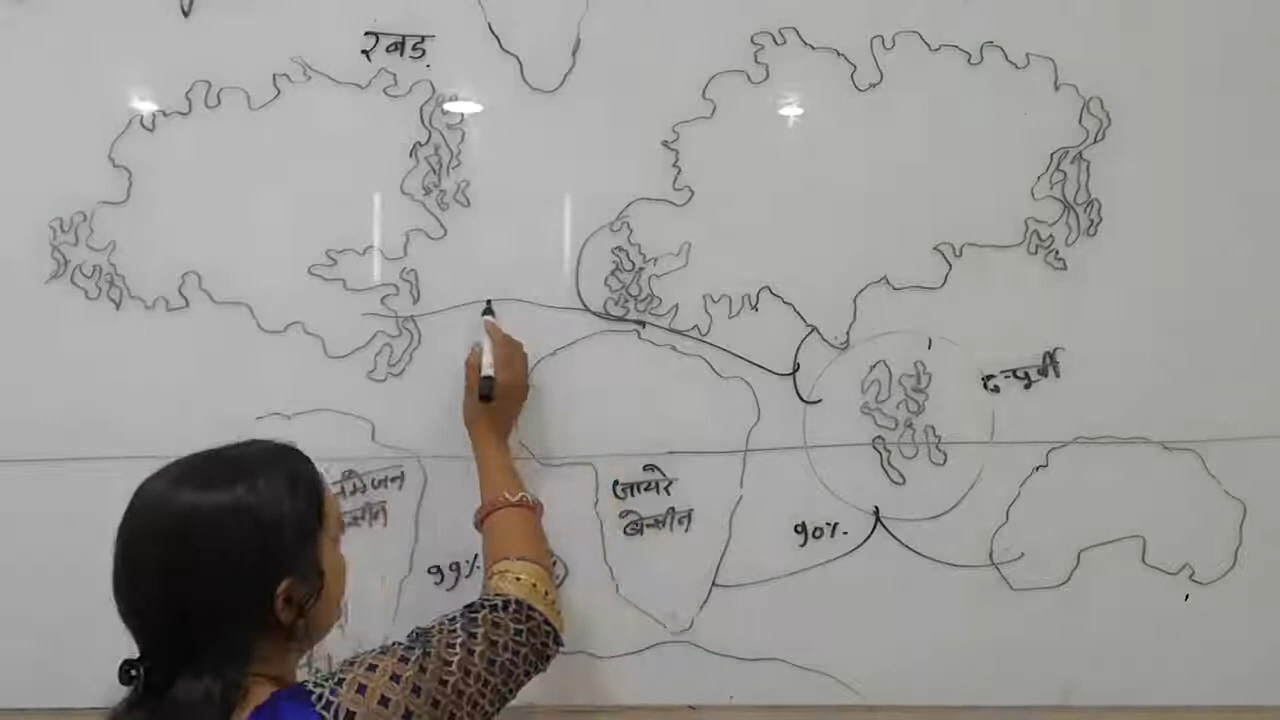 रबड़
द-पूर्वी
जायरे
बेसीन
90%.
99%